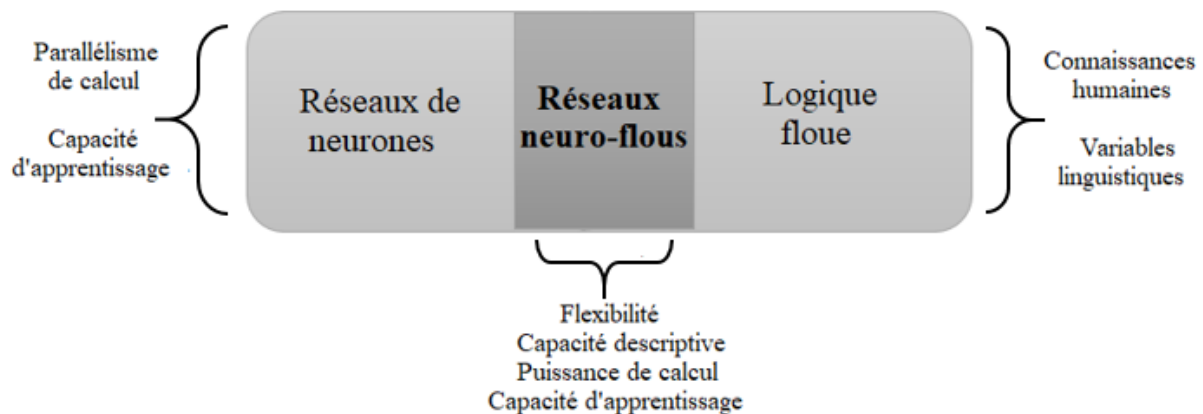 Parallélisme
de calcul
Capacité
d'apprentissage
Réseaux de
neurones
Réseaux
neuro-flous
Logique
floue
Connaissances
humaines
Variables
linguistiques
Flexibilité
Capacité descriptive
Puissance de calcul
Capacité d'apprentissage